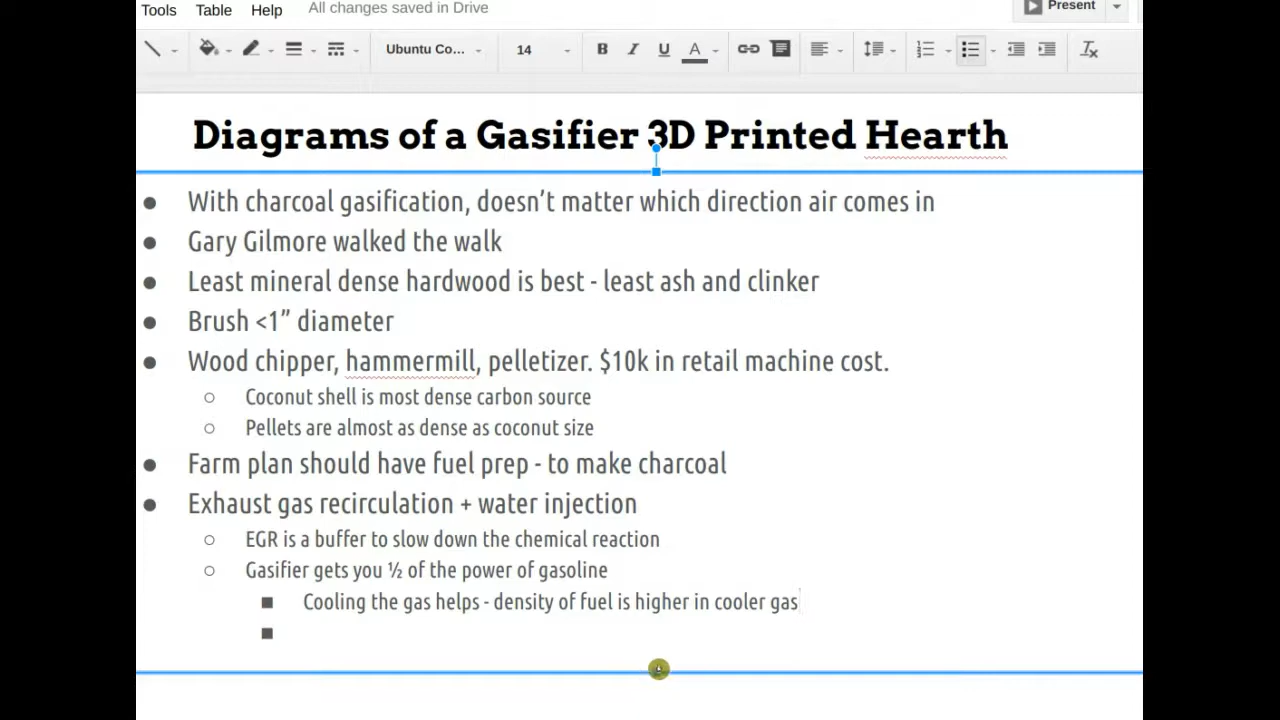 Tools Table Help All changes saved in Drive Present
Ubuntu Co... 14 B I U A
Diagrams of a Gasifier 3D Printed Hearth
● With charcoal gasification, doesn’t matter which direction air comes in
● Gary Gilmore walked the walk
● Least mineral dense hardwood is best - least ash and clinker
● Brush <1” diameter
● Wood chipper, hammermill, pelletizer. $10k in retail machine cost.
○ Coconut shell is most dense carbon source
○ Pellets are almost as dense as coconut size
● Farm plan should have fuel prep - to make charcoal
● Exhaust gas recirculation + water injection
○ EGR is a buffer to slow down the chemical reaction
○ Gasifier gets you ½ of the power of gasoline
■ Cooling the gas helps - density of fuel is higher in cooler gas
■